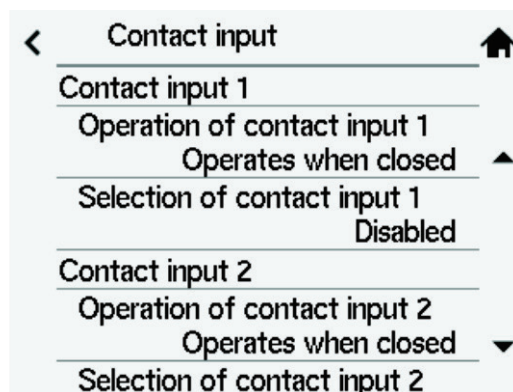 Contact input
Contact input 1
Operation of contact input 1
Operates when closed
Selection of contact input 1
Disabled
Contact input 2
Operation of contact input 2
Operates when closed
Selection of contact input 2